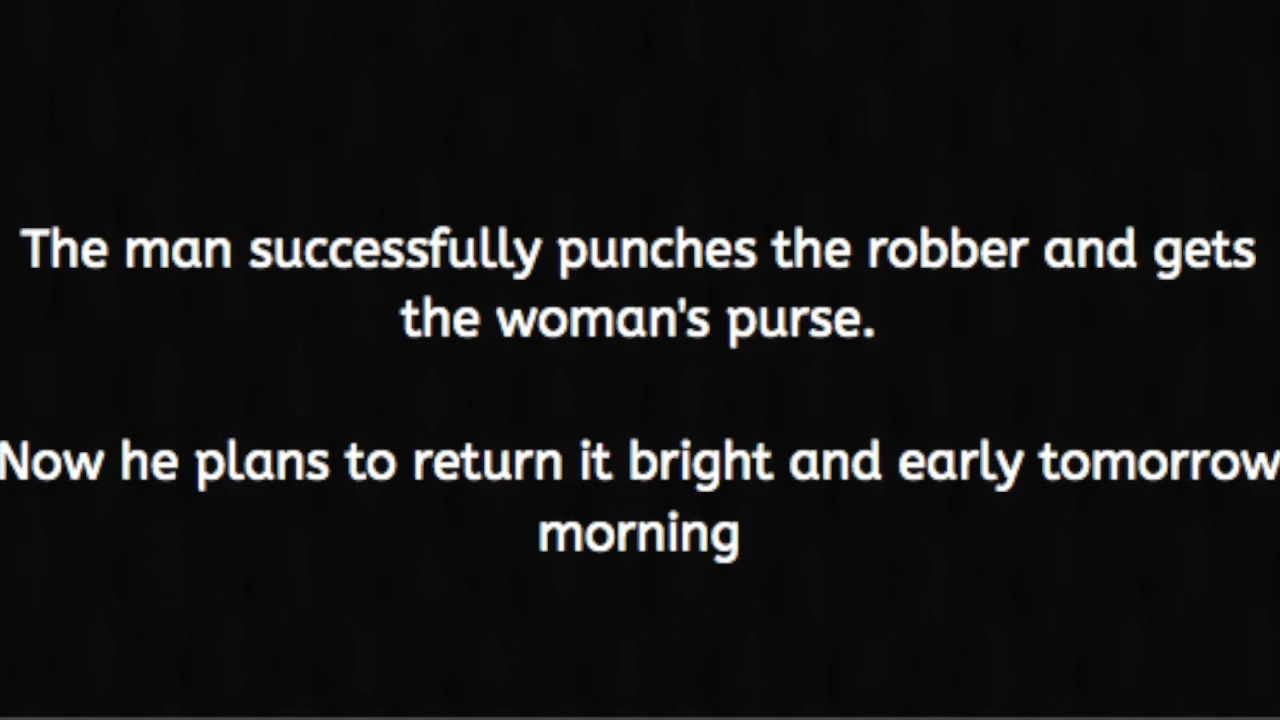 The man successfully punches the robber and gets
the woman's purse.
Now he plans to return it bright and early tomorrow
morning